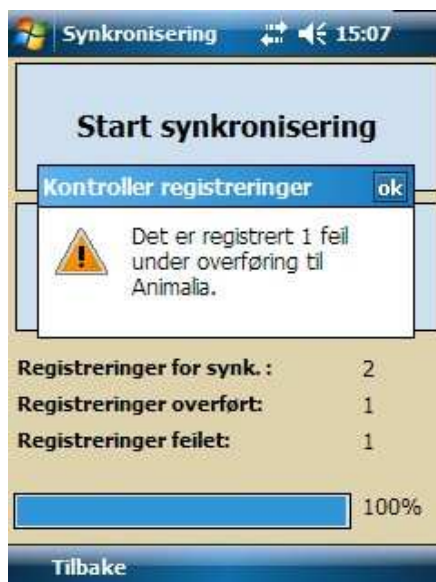 Synkronisering 15:07
Start synkronisering
Kontroller registreringer ok
Det er registrert 1 feil
under overføring til
Animalia.
Registreringer for synk. : 2
Registreringer overført: 1
Registreringer feilet: 1
100%
Tilbake